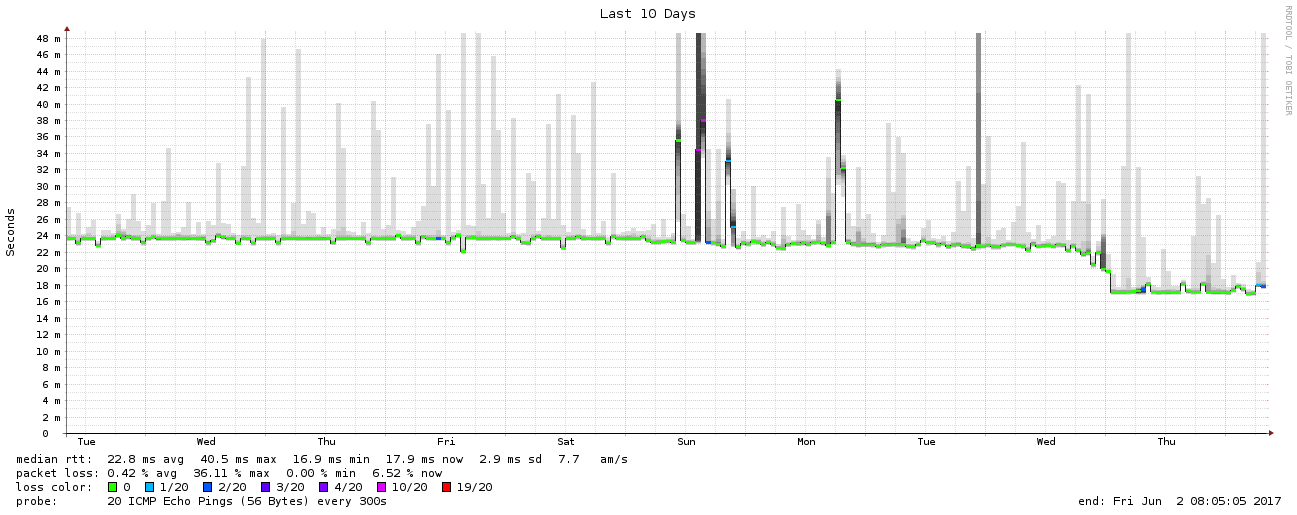 Last 10 Days
RRDTOOL / TOBI OETIKER
Seconds
48 m
46 m
44 m
42 m
40 m
38 m
36 m
34 m
32 m
30 m
28 m
26 m
24 m
22 m
20 m
18 m
16 m
14 m
12 m
10 m
8 m
6 m
4 m
2 m
0
Tue Wed Thu Fri Sat Sun Mon Tue Wed Thu
median rtt: 22.8 ms avg 40.5 ms max 16.9 ms min 17.9 ms now 2.9 ms sd 7.7 am/s
packet loss: 0.42 % avg 36.11 % max 0.00 % min 6.52 % now
loss color: 0 1/20 2/20 3/20 4/20 10/20 19/20
probe: 20 ICMP Echo Pings (56 Bytes) every 300s end: Fri Jun 2 08:05:05 2017